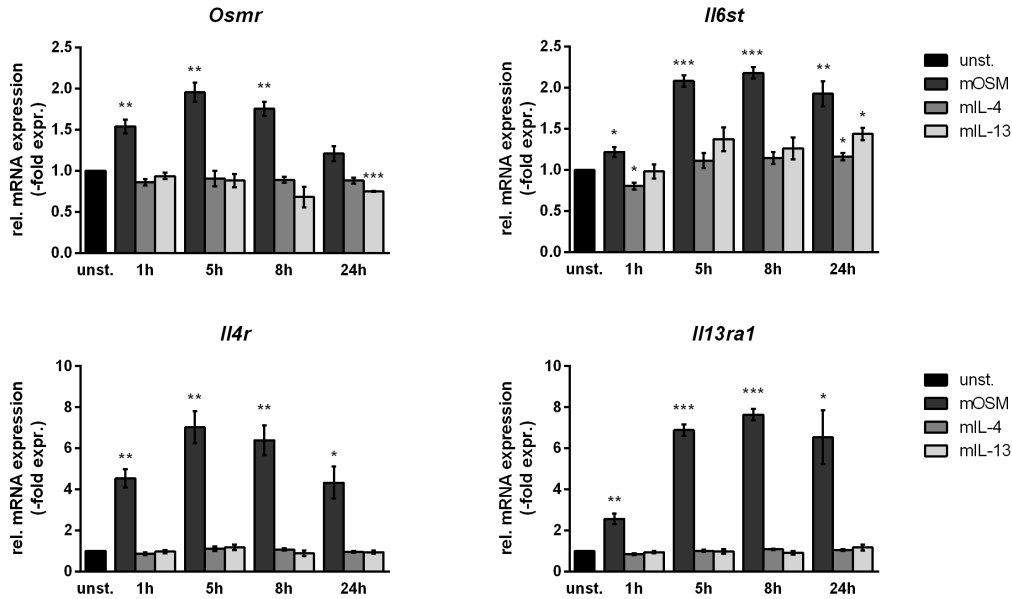 Osmr
rel. mRNA expression
(-fold expr.)
2.5
2.0
1.5
1.0
0.5
0.0
**
**
**
***
unst. 1h 5h 8h 24h
Il6st
rel. mRNA expression
(-fold expr.)
2.5
2.0
1.5
1.0
0.5
0.0
*
*
***
***
**
*
*
unst. 1h 5h 8h 24h
unst.
mOSM
mIL-4
mIL-13
Il4r
rel. mRNA expression
(-fold expr.)
10
8
6
4
2
0
**
**
**
*
unst. 1h 5h 8h 24h
Il13ra1
rel. mRNA expression
(-fold expr.)
10
8
6
4
2
0
**
***
***
*
unst. 1h 5h 8h 24h
unst.
mOSM
mIL-4
mIL-13